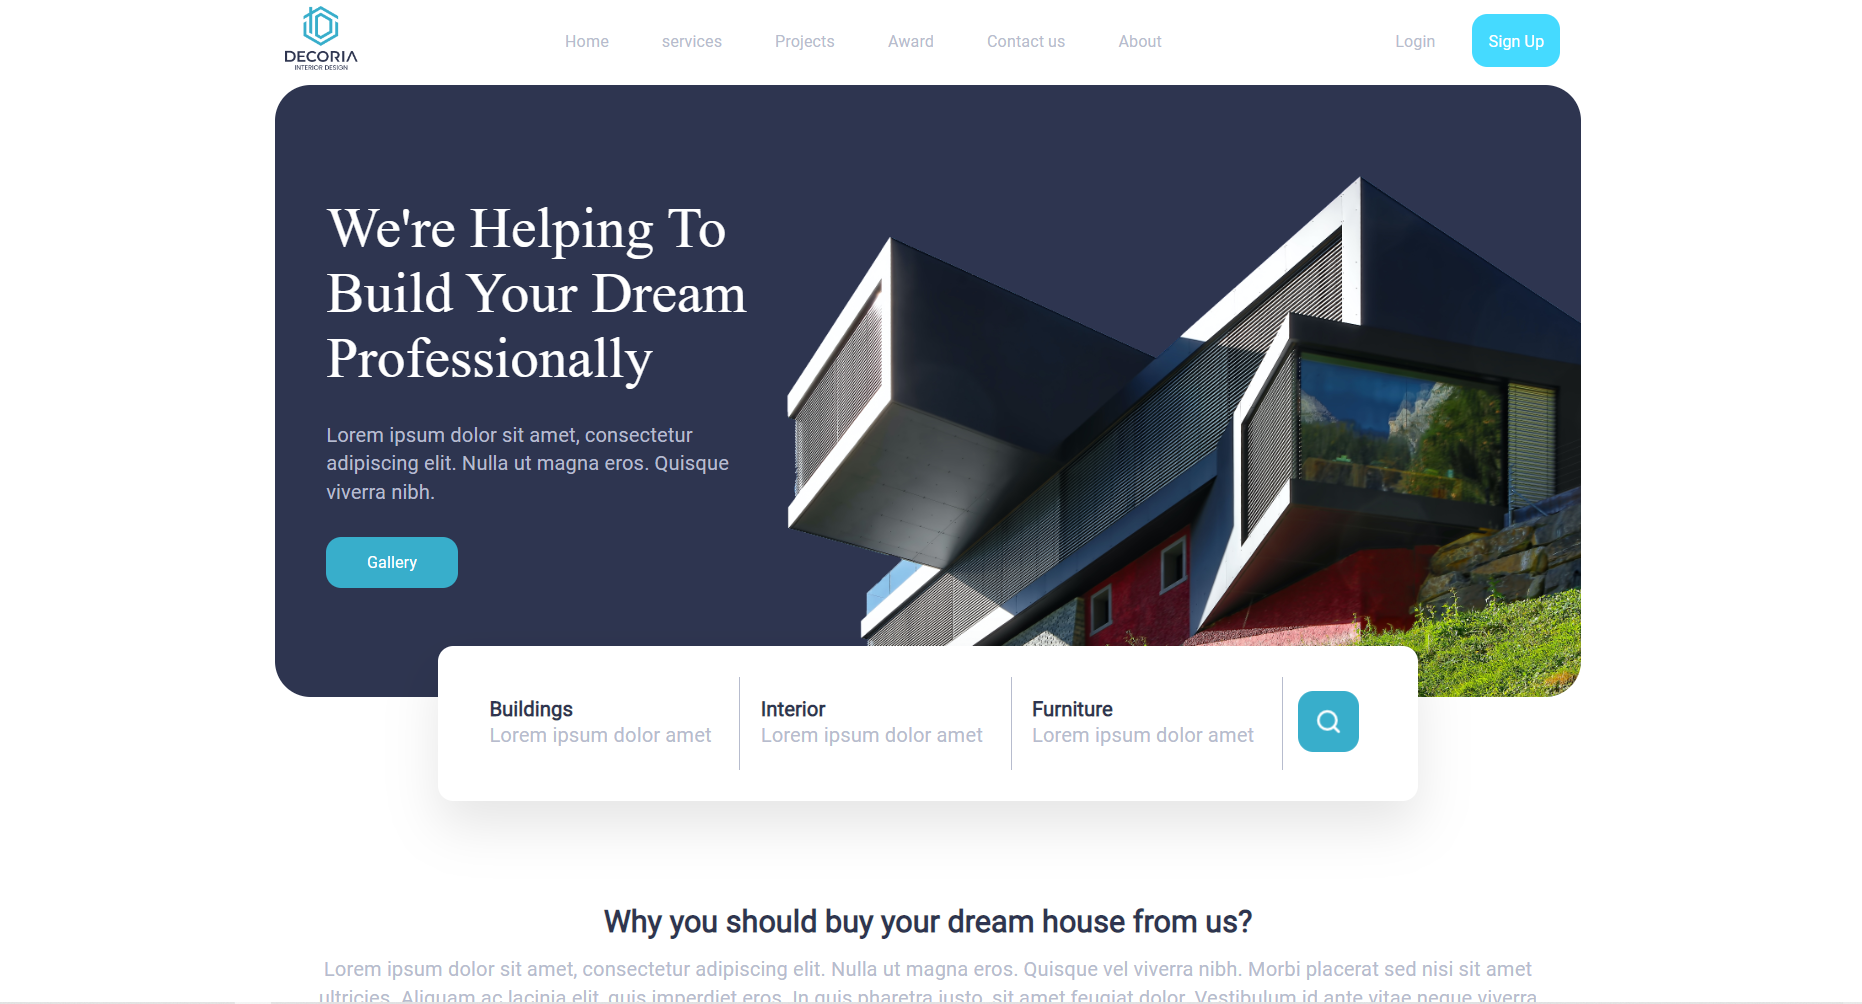 DECORIA
INTERIOR DESIGN
Home services Projects Award Contact us About Login Sign Up
We're Helping To
Build Your Dream
Professionally
Lorem ipsum dolor sit amet, consectetur
adipiscing elit. Nulla ut magna eros. Quisque
viverra nibh.
Gallery
Buildings
Lorem ipsum dolor amet
Interior
Lorem ipsum dolor amet
Furniture
Lorem ipsum dolor amet
Why you should buy your dream house from us?
Lorem ipsum dolor sit amet, consectetur adipiscing elit. Nulla ut magna eros. Quisque vel viverra nibh. Morbi placerat sed nisi sit amet
ultricies. Aliquam ac lacinia elit, quis imperdiet eros. In quis pharetra justo, sit amet feugiat dolor. Vestibulum id ante vitae neque viverra